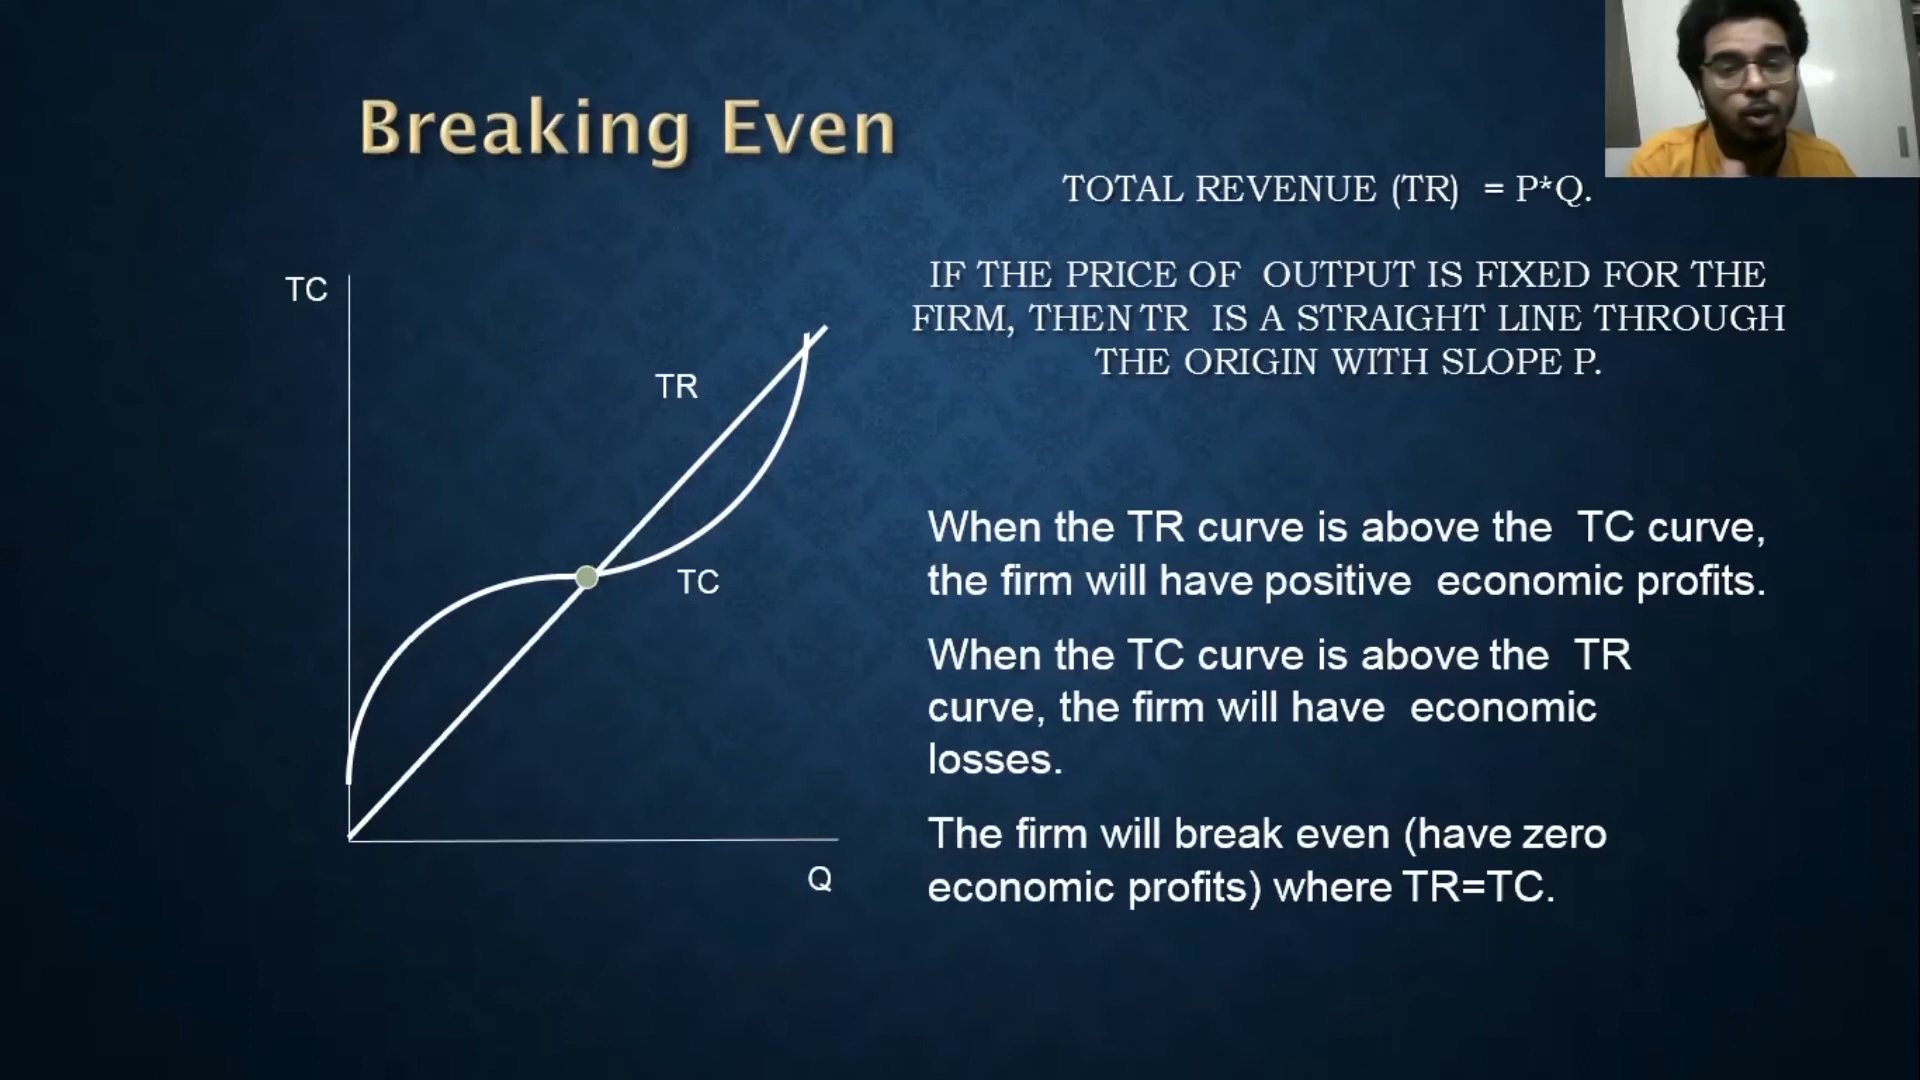 Breaking Even
TOTAL REVENUE (TR) = P*Q.
IF THE PRICE OF OUTPUT IS FIXED FOR THE
FIRM, THEN TR IS A STRAIGHT LINE THROUGH
THE ORIGIN WITH SLOPE P.
TC
TR
TC
Q
When the TR curve is above the TC curve,
the firm will have positive economic profits.
When the TC curve is above the TR
curve, the firm will have economic
losses.
The firm will break even (have zero
economic profits) where TR=TC.